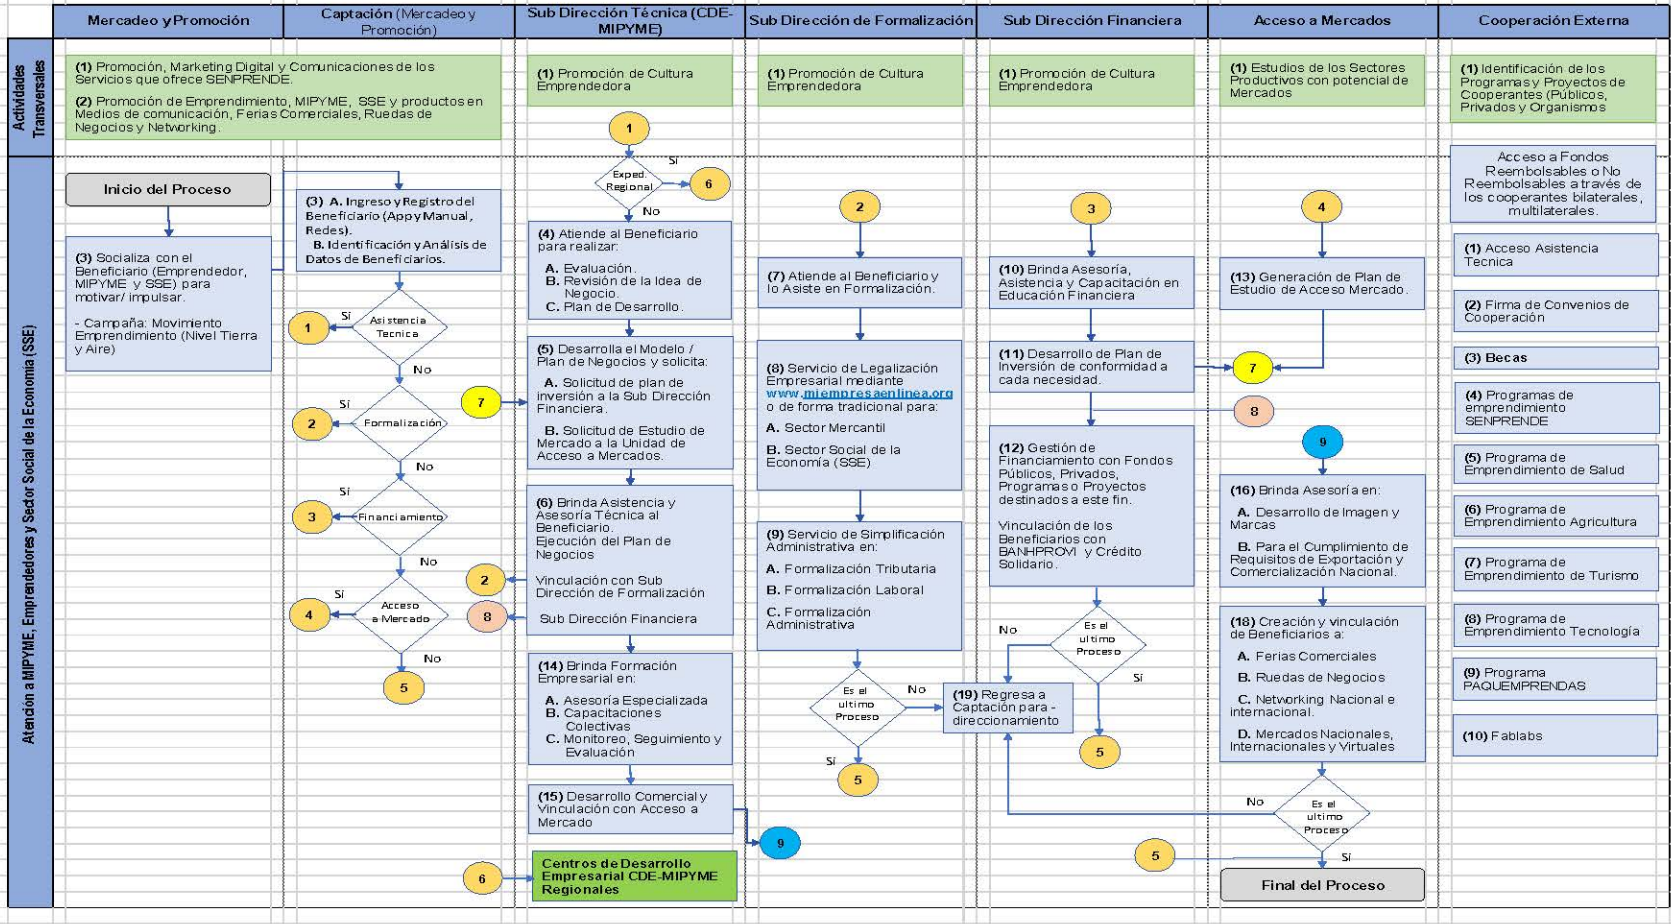 Mercadeo y Promoción
Captación (Mercadeo y
Promoción)
Sub Dirección Técnica (CDE-
MIPYME)
Sub Dirección de Formalización
Sub Dirección Financiera
Acceso a Mercados
Cooperación Externa
Actividades
Transversales
(1) Promoción, Marketing Digital y Comunicaciones de los
Servicios que ofrece SENPRENDE.
(2) Promoción de Emprendimiento, MIPYME, SSE y productos en
Medios de comunicación, Ferias Comerciales, Ruedas de
Negocios y Networking.
(1) Promoción de Cultura
Emprendedora
(1) Promoción de Cultura
Emprendedora
(1) Promoción de Cultura
Emprendedora
(1) Estudios de los Sectores
Productivos con potencial de
Mercados
(1) Identificación de los
Programas y Proyectos de
Cooperantes (Públicos,
Privados y Organismos
Atención a MIPYME, Emprendedores y Sector Social de la Economía (SSE)
Inicio del Proceso
(3) Socializa con el
Beneficiario (Emprendedor,
MIPYME y SSE) para
motivar/ impulsar.
- Campaña: Movimiento
Emprendimiento (Nivel Tierra
y Aire)
(3) A. Ingreso y Registro del
Beneficiario (App y Manual,
Redes).
B. Identificación y Análisis de
Datos de Beneficiarios.
Asistencia
Tecnica
Sí
1
No
Formalización
Sí
2
No
Financiamiento
Sí
3
No
Acceso
a Mercado
Sí
4
No
5
1
Exped.
Regional
Sí
6
No
(4) Atiende al Beneficiario
para realizar:
A. Evaluación.
B. Revisión de la Idea de
Negocio.
C. Plan de Desarrollo.
7
(5) Desarrolla el Modelo /
Plan de Negocios y solicita:
A. Solicitud de plan de
inversión a la Sub Dirección
Financiera.
B. Solicitud de Estudio de
Mercado a la Unidad de
Acceso a Mercados.
(6) Brinda Asistencia y
Asesoría Técnica al
Beneficiario.
Ejecución del Plan de
Negocios
Vinculación con Sub
Dirección de Formalización
Sub Dirección Financiera
2
8
(14) Brinda Formación
Empresarial en:
A. Asesoría Especializada
B. Capacitaciones
Colectivas
C. Monitoreo, Seguimiento y
Evaluación
(15) Desarrollo Comercial y
Vinculación con Acceso a
Mercado
9
6
Centros de Desarrollo
Empresarial CDE-MIPYME
Regionales
2
(7) Atiende al Beneficiario y
lo Asiste en Formalización.
(8) Servicio de Legalización
Empresarial mediante
www.miempresaenlinea.org
o de forma tradicional para:
A. Sector Mercantil
B. Sector Social de la
Economía (SSE)
(9) Servicio de Simplificación
Administrativa en:
A. Formalización Tributaria
B. Formalización Laboral
C. Formalización
Administrativa
Es el
ultimo
Proceso
No
Sí
5
3
(10) Brinda Asesoría,
Asistencia y Capacitación en
Educación Financiera
(11) Desarrollo de Plan de
Inversión de conformidad a
cada necesidad.
(12) Gestión de
Financiamiento con Fondos
Públicos, Privados,
Programas o Proyectos
destinados a este fin.
Vinculación de los
Beneficiarios con
BANHPROVI y Crédito
Solidario.
Es el
ultimo
Proceso
No
Sí
(19) Regresa a
Captación para -
direccionamiento
5
4
(13) Generación de Plan de
Estudio de Acceso Mercado.
7
8
9
(16) Brinda Asesoría en:
A. Desarrollo de Imagen y
Marcas
B. Para el Cumplimiento de
Requisitos de Exportación y
Comercialización Nacional.
(18) Creación y vinculación
de Beneficiarios a:
A. Ferias Comerciales
B. Ruedas de Negocios
C. Networking Nacional e
internacional.
D. Mercados Nacionales,
Internacionales y Virtuales
No
Es el
ultimo
Proceso
5
Sí
Final del Proceso
Acceso a Fondos
Reembolsables o No
Reembolsables a través de
los cooperantes bilaterales,
multilaterales.
(1) Acceso Asistencia
Tecnica
(2) Firma de Convenios de
Cooperación
(3) Becas
(4) Programas de
emprendimiento
SENPRENDE
(5) Programa de
Emprendimiento de Salud
(6) Programa de
Emprendimiento Agricultura
(7) Programa de
Emprendimiento de Turismo
(8) Programa de
Emprendimiento Tecnología
(9) Programa
PAQUEMPRENDAS
(10) Fablabs